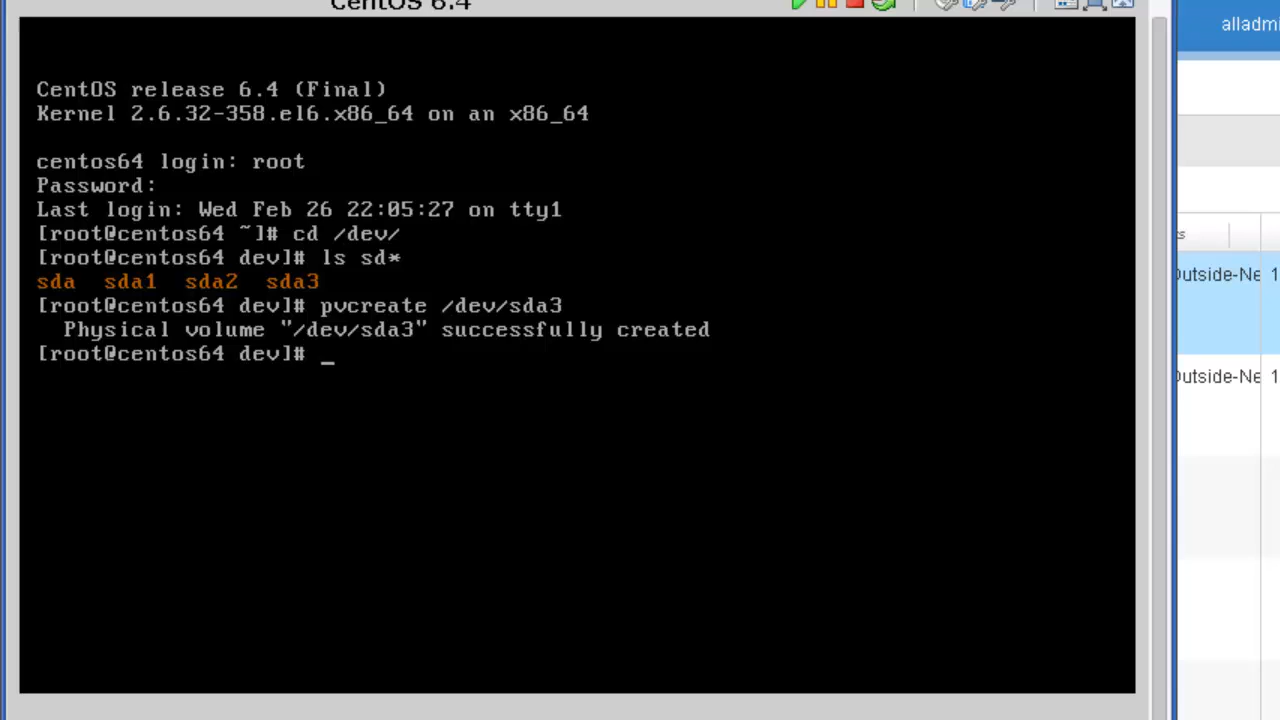 CentOS 6.4
alladmi
CentOS release 6.4 (Final)
Kernel 2.6.32-358.el6.x86_64 on an x86_64
centos64 login: root
Password:
Last login: Wed Feb 26 22:05:27 on tty1
[root@centos64 ~]# cd /dev/
[root@centos64 dev]# ls sd*
sda sda1 sda2 sda3
[root@centos64 dev]# pvcreate /dev/sda3
Physical volume "/dev/sda3" successfully created
[root@centos64 dev]# _
s
Outside-Ne 1
Outside-Ne 1